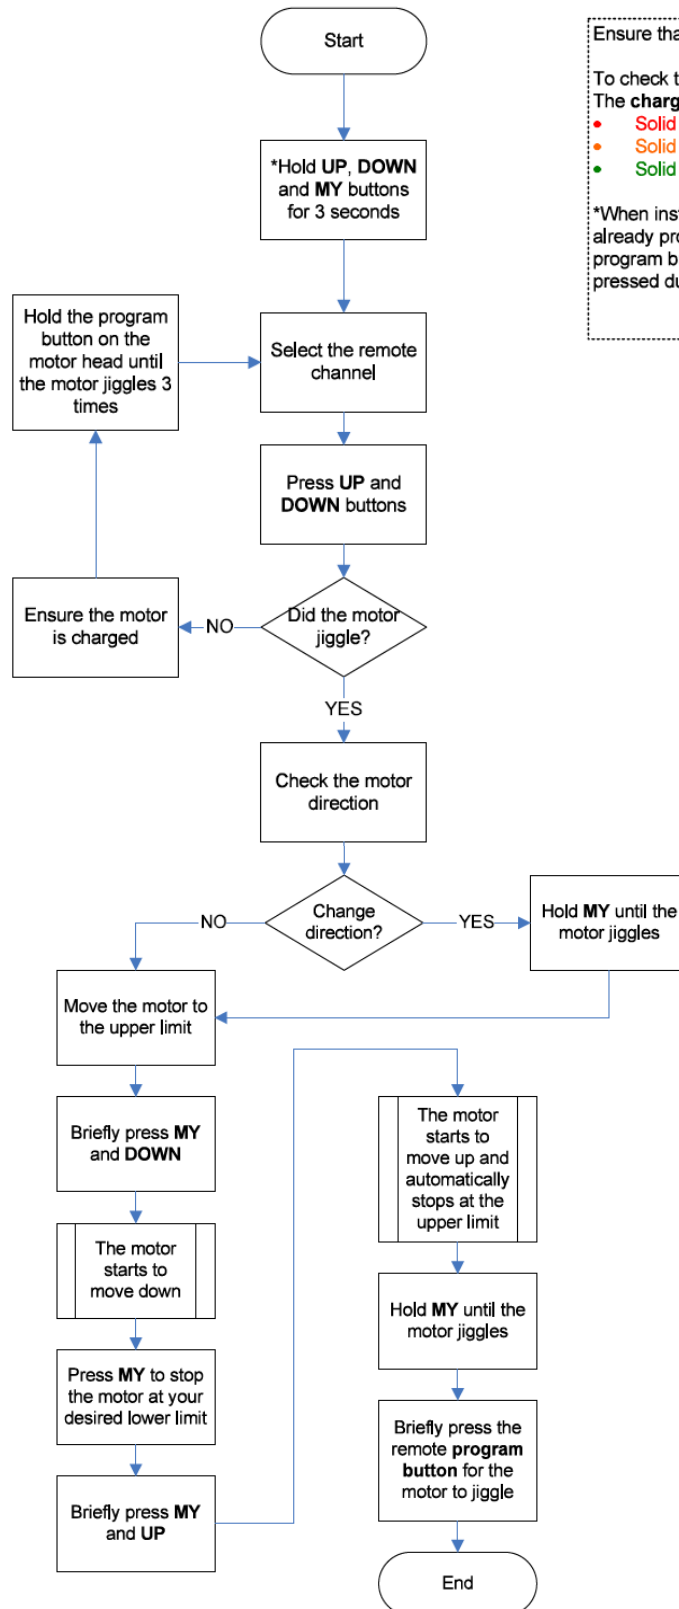 Start
*Hold UP, DOWN
and MY buttons
for 3 seconds
Ensure
To check
The
Solid
Solid
Solid
*When
already
program
pressed
Hold the program
button on the
motor head until
the motor jiggles 3
times
Select the remote
channel
Press UP and
DOWN buttons
Ensure the motor
is charged
NO
Did the motor
jiggle?
YES
Check the motor
direction
NO
Change
direction?
YES
Hold MY until the
motor jiggles
Move the motor to
the upper limit
Briefly press MY
and DOWN
The motor
starts to
move down
Press MY to stop
the motor at your
desired lower limit
Briefly press MY
and UP
The motor
starts to
move up and
automatically
stops at the
upper limit
Hold MY until the
motor jiggles
Briefly press the
remote program
button for the
motor to jiggle
End